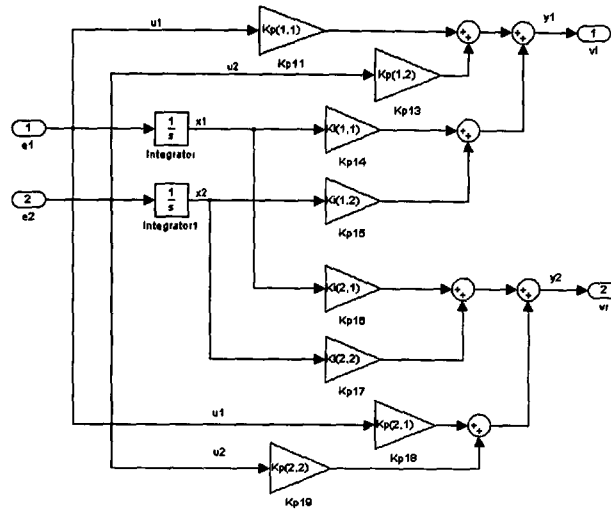 u1
Kp(1,1)
Kp11
y1
1
vl
u2
Kp(1,2)
Kp13
1
e1
1
s
Integrator
x1
Ki(1,1)
Kp14
2
e2
1
s
Integrator1
x2
Ki(1,2)
Kp15
Ki(2,1)
Kp16
y2
2
vr
Ki(2,2)
Kp17
u1
Kp(2,1)
Kp18
u2
Kp(2,2)
Kp19
+
+
+
+
+
+
+
+
+
+
+
+